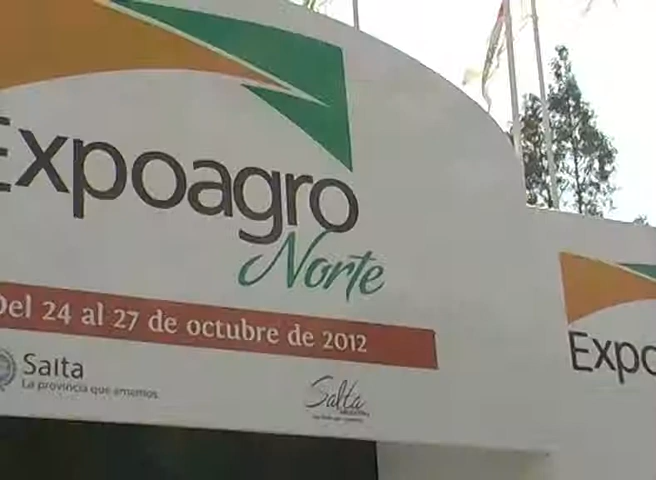 Expoagro
Norte
Del 24 al 27 de octubre de 2012
Salta
La provincia que amamos
Salta
Expo